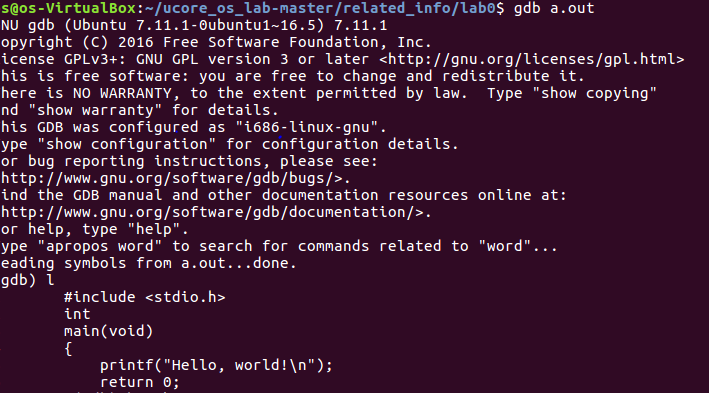 s@os-VirtualBox:~/ucore_os_lab-master/related_info/lab0$ gdb a.out
NU gdb (Ubuntu 7.11.1-0ubuntu1~16.5) 7.11.1
opyright (C) 2016 Free Software Foundation, Inc.
icense GPLv3+: GNU GPL version 3 or later <http://gnu.org/licenses/gpl.html>
his is free software: you are free to change and redistribute it.
here is NO WARRANTY, to the extent permitted by law.  Type "show copying"
nd "show warranty" for details.
his GDB was configured as "i686-linux-gnu".
ype "show configuration" for configuration details.
or bug reporting instructions, please see:
http://www.gnu.org/software/gdb/bugs/>.
ind the GDB manual and other documentation resources online at:
http://www.gnu.org/software/gdb/documentation/>.
or help, type "help".
ype "apropos word" to search for commands related to "word"...
eading symbols from a.out...done.
gdb) l
#include <stdio.h>
int
main(void)
{
printf("Hello, world!\n");
return 0;